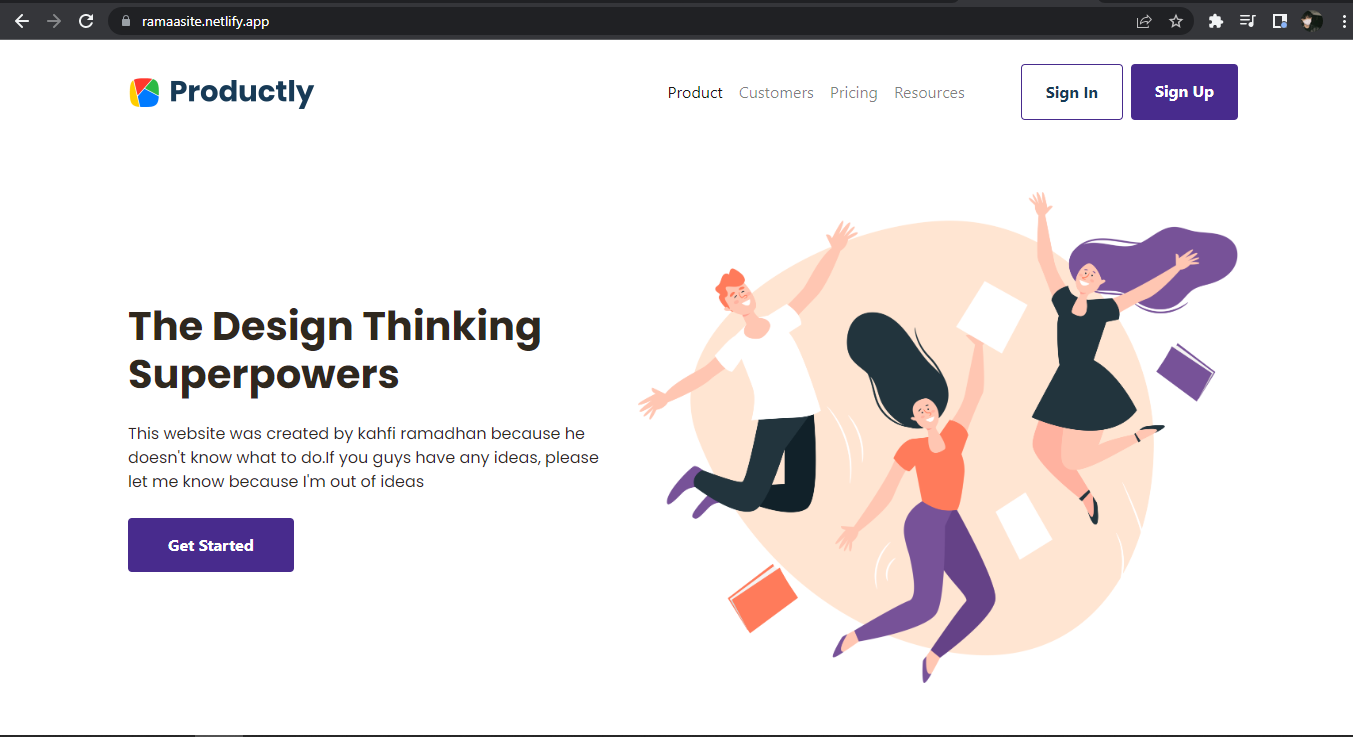 ramaasite.netlify.app
Productly
Product Customers Pricing Resources Sign In Sign Up
The Design Thinking
Superpowers
This website was created by kahfi ramadhan because he
doesn't know what to do.If you guys have any ideas, please
let me know because I'm out of ideas
Get Started